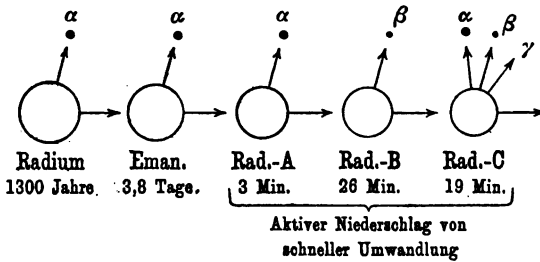 α α α β α β γ
Radium Eman. Rad.-A Rad.-B Rad.-C
1300 Jahre 3,8 Tage. 3 Min. 26 Min. 19 Min.
Aktiver Niederschlag von
schneller Umwandlung